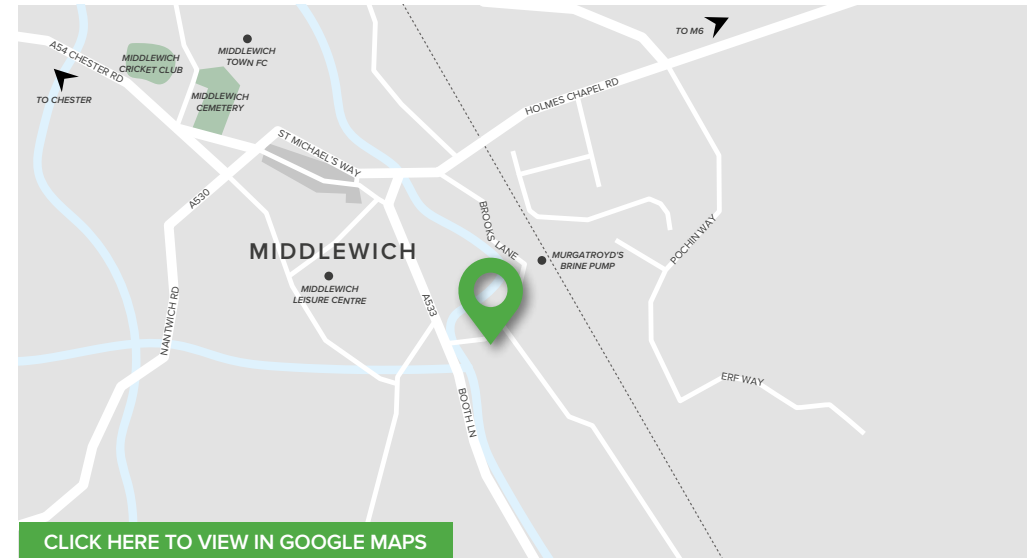 TO M6
A54 CHESTER RD
MIDDLEWICH
CRICKET CLUB
MIDDLEWICH
TOWN FC
TO CHESTER
MIDDLEWICH
CEMETERY
HOLMES CHAPEL RD
ST MICHAEL'S WAY
A530
BROOKS LANE
POCHIN WAY
MIDDLEWICH
MURGATROYD'S
BRINE PUMP
MIDDLEWICH
LEISURE CENTRE
A533
NANTWICH RD
ERF WAY
BOOTH LN
CLICK HERE TO VIEW IN GOOGLE MAPS